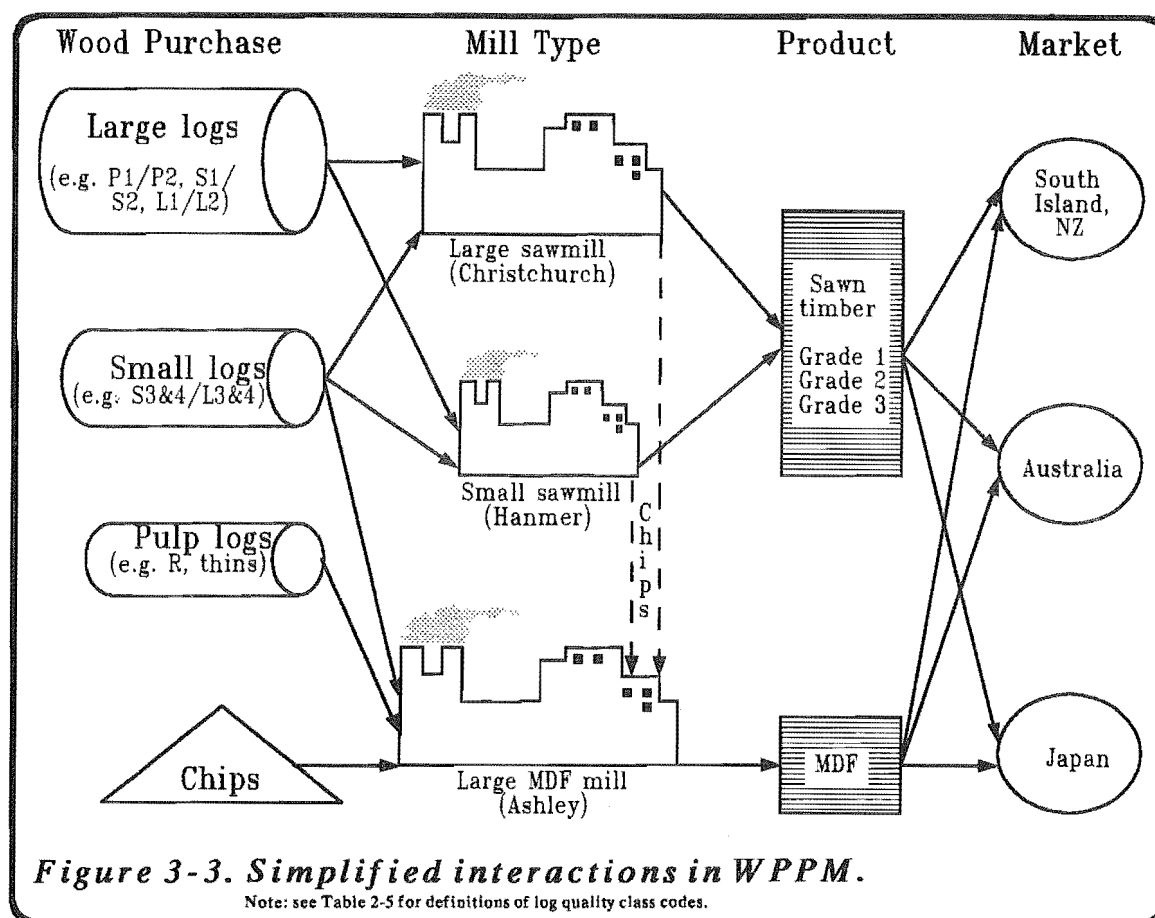 Wood Purchase
Mill Type
Product
Market
Large logs
(e.g. P1/P2, S1/
S2, L1/L2)
Large sawmill
(Christchurch)
South
Island,
NZ
Sawn
timber
Grade 1
Grade 2
Grade 3
Small logs
(e.g. S3&4/L3&4)
Small sawmill
(Hanmer)
Chips
Australia
Pulp logs
(e.g. R, thins)
Chips
Large MDF mill
(Ashley)
MDF
Japan
Figure 3-3. Simplified interactions in WPPM.
Note: see Table 2-5 for definitions of log quality class codes.